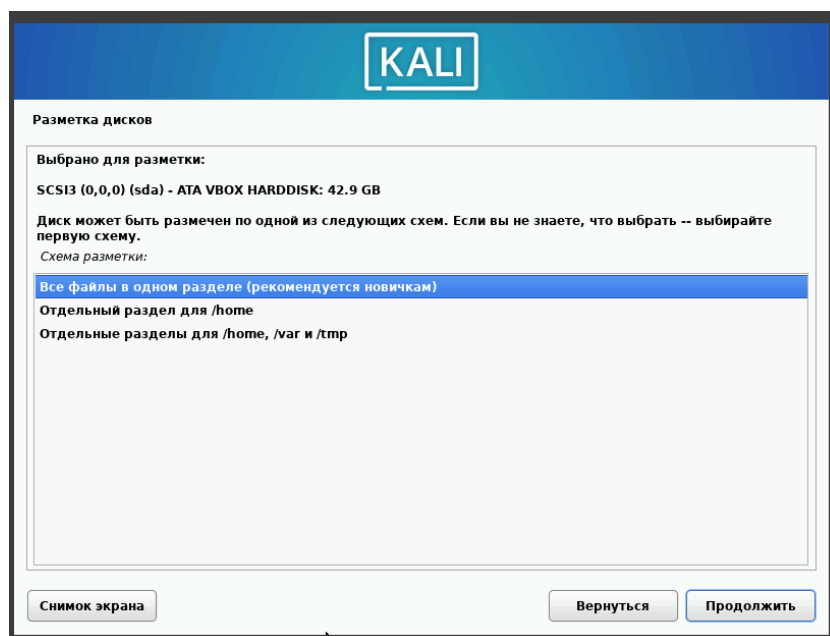 KALI
Разметка дисков
Выбрано для разметки:
SCSI3 (0,0,0) (sda) - ATA VBOX HARDDISK: 42.9 GB
Диск может быть размечен по одной из следующих схем. Если вы не знаете, что выбрать -- выбирайте
первую схему.
Схема разметки:
Все файлы в одном разделе (рекомендуется новичкам)
Отдельный раздел для /home
Отдельные разделы для /home, /var и /tmp
Снимок экрана
Вернуться
Продолжить